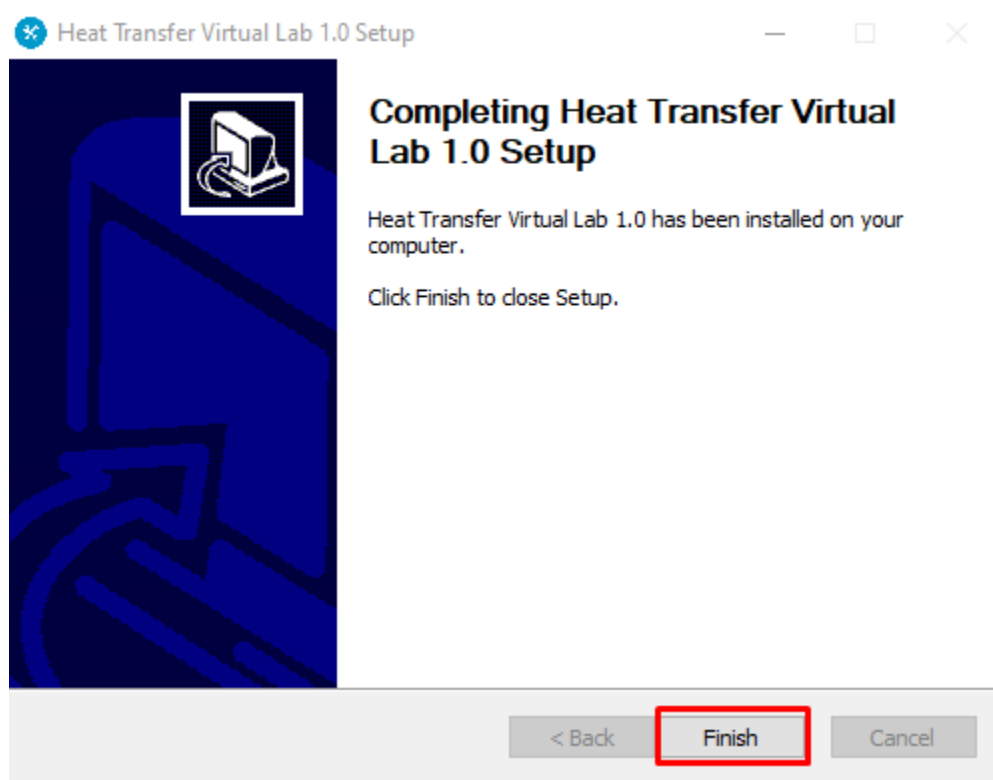 Heat Transfer Virtual Lab 1.0 Setup
Completing Heat Transfer Virtual
Lab 1.0 Setup
Heat Transfer Virtual Lab 1.0 has been installed on your
computer.
Click Finish to close Setup.
< Back
Finish
Cancel